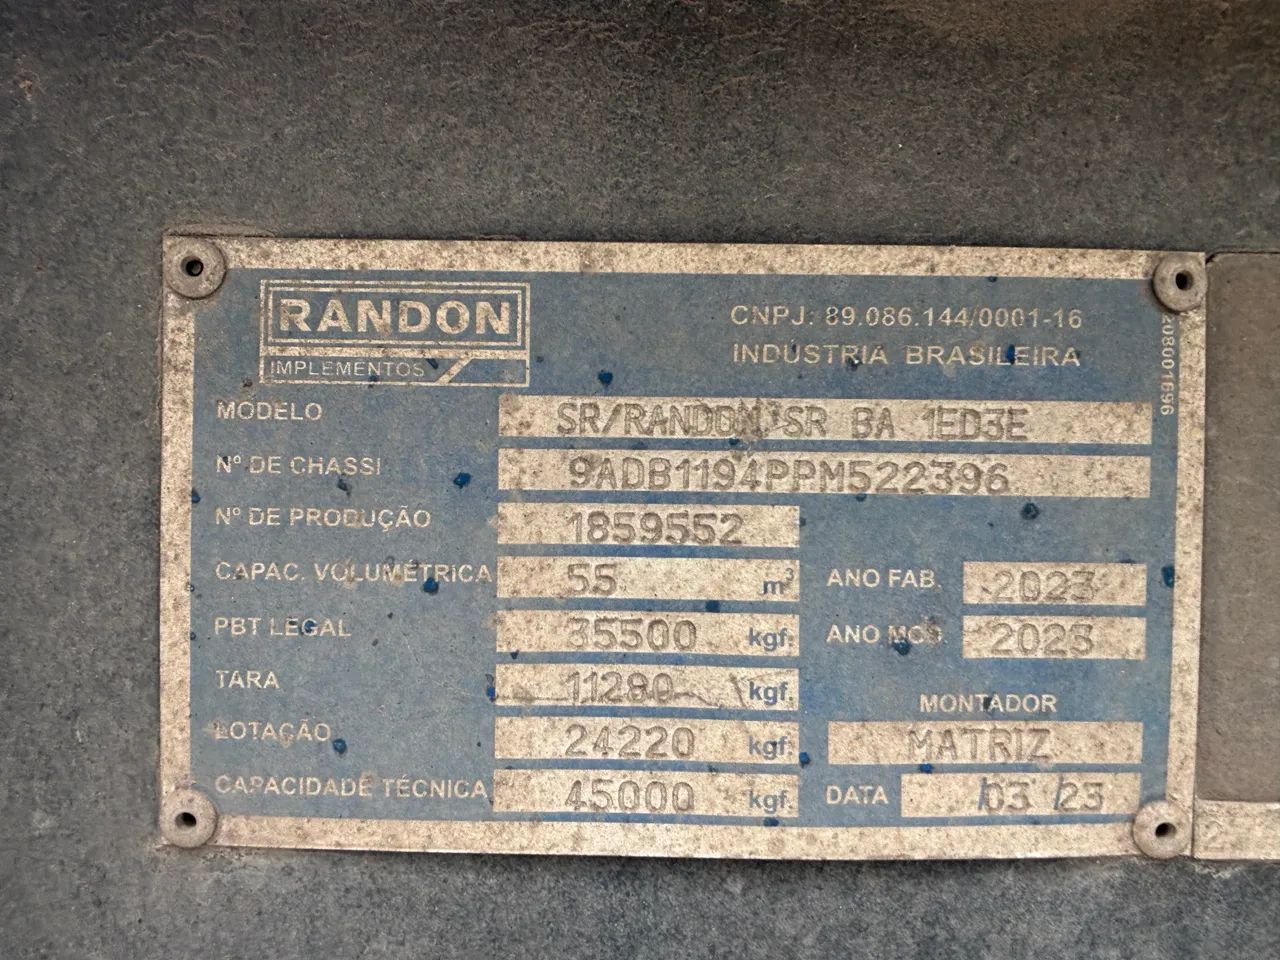 RANDON
IMPLEMENTOS
CNPJ: 89.086.144/0001-16
INDÚSTRIA BRASILEIRA
MODELO SR/RANDON SR BA 1ED3E
Nº DE CHASSI 9ADB1194PPM522396
Nº DE PRODUÇÃO 1859552
CAPAC. VOLUMÉTRICA 55 m³
ANO FAB. 2023
PBT LEGAL 35500 kgf.
ANO MOD. 2023
TARA 11280 kgf.
MONTADOR
LOTAÇÃO 24220 kgf.
MATRIZ
CAPACIDADE TÉCNICA 45000 kgf.
DATA /03 /23